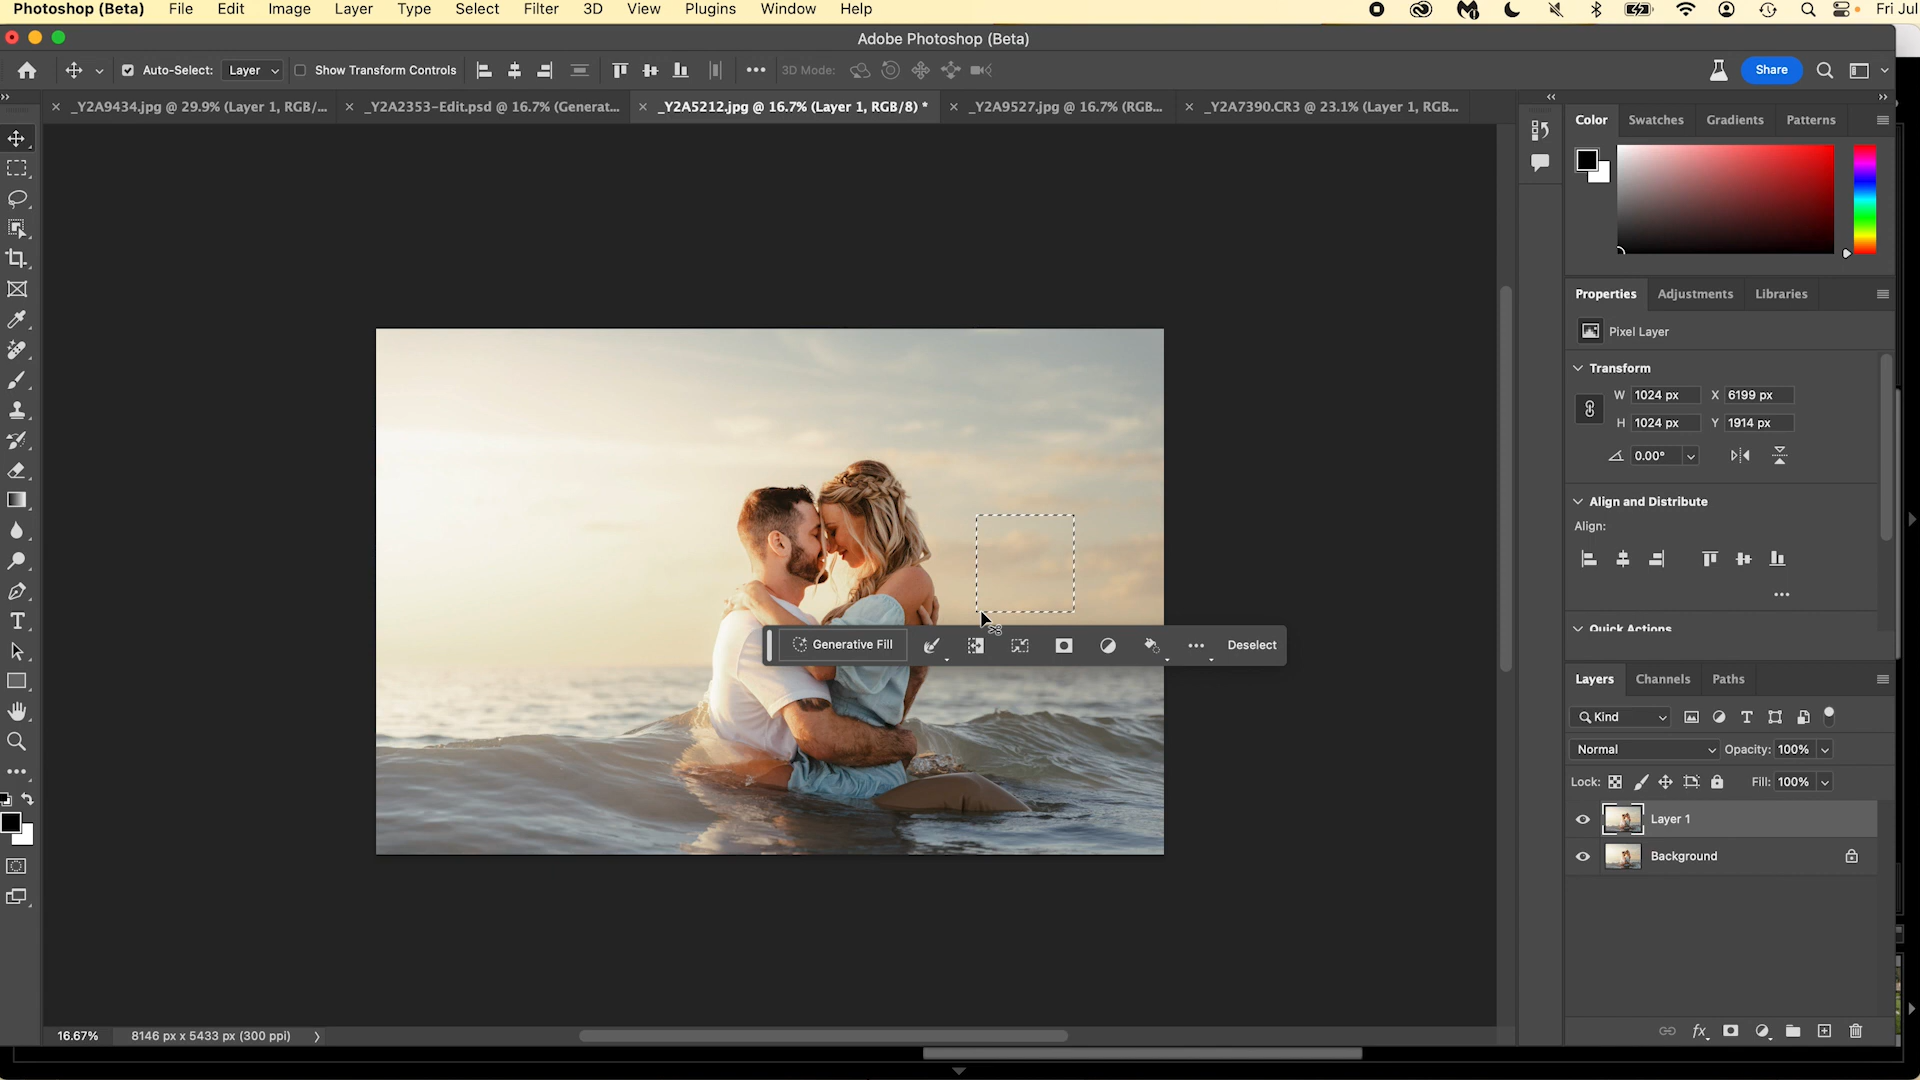 Photoshop (Beta) File Edit Image Layer Type Select Filter 3D View Plugins Window Help Fri Jul
Adobe Photoshop (Beta)
Auto-Select: Layer Show Transform Controls 3D Mode: Share
_Y2A9434.jpg @ 29.9% (Layer 1, RGB/... _Y2A2353-Edit.psd @ 16.7% (Generat... _Y2A5212.jpg @ 16.7% (Layer 1, RGB/8) * _Y2A9527.jpg @ 16.7% (RGB... _Y2A7390.CR3 @ 23.1% (Layer 1, RGB...
Color Swatches Gradients Patterns
Properties Adjustments Libraries
Pixel Layer
Transform
W 1024 px X 6199 px
H 1024 px Y 1914 px
0.00°
Align and Distribute
Align:
Quick Actions
Generative Fill Deselect
Layers Channels Paths
Kind
Normal Opacity: 100%
Lock: Fill: 100%
Layer 1
Background
16.67% 8146 px x 5433 px (300 ppi)